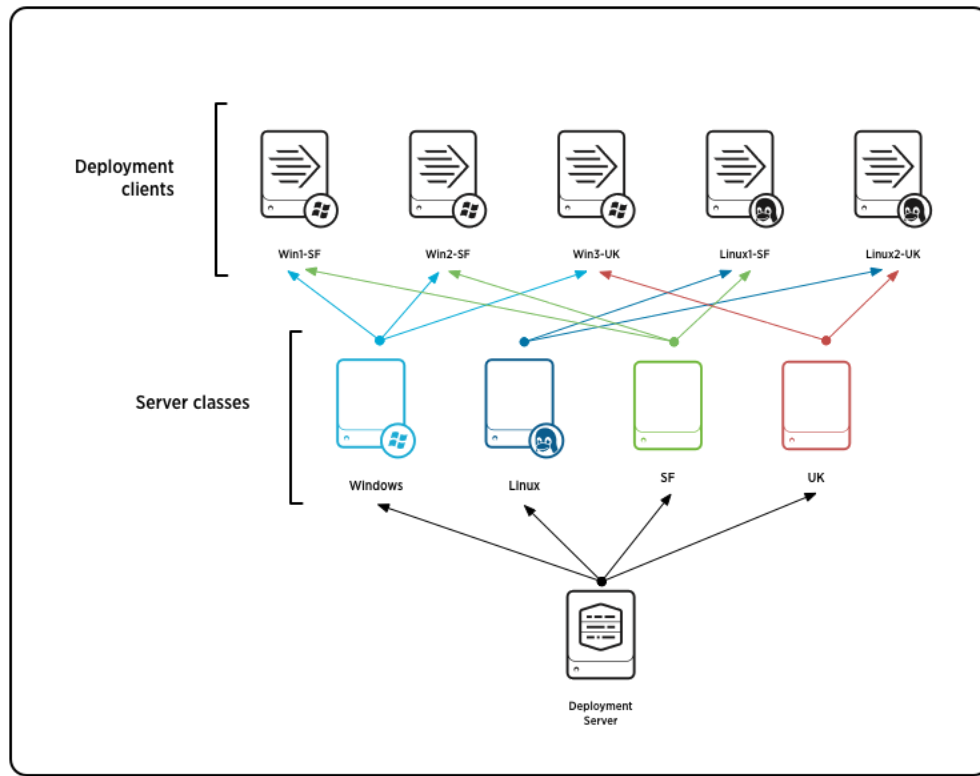 Deployment
clients
Win1-SF
Win2-SF
Win3-UK
Linux1-SF
Linux2-UK
Server classes
Windows
Linux
SF
UK
Deployment
Server